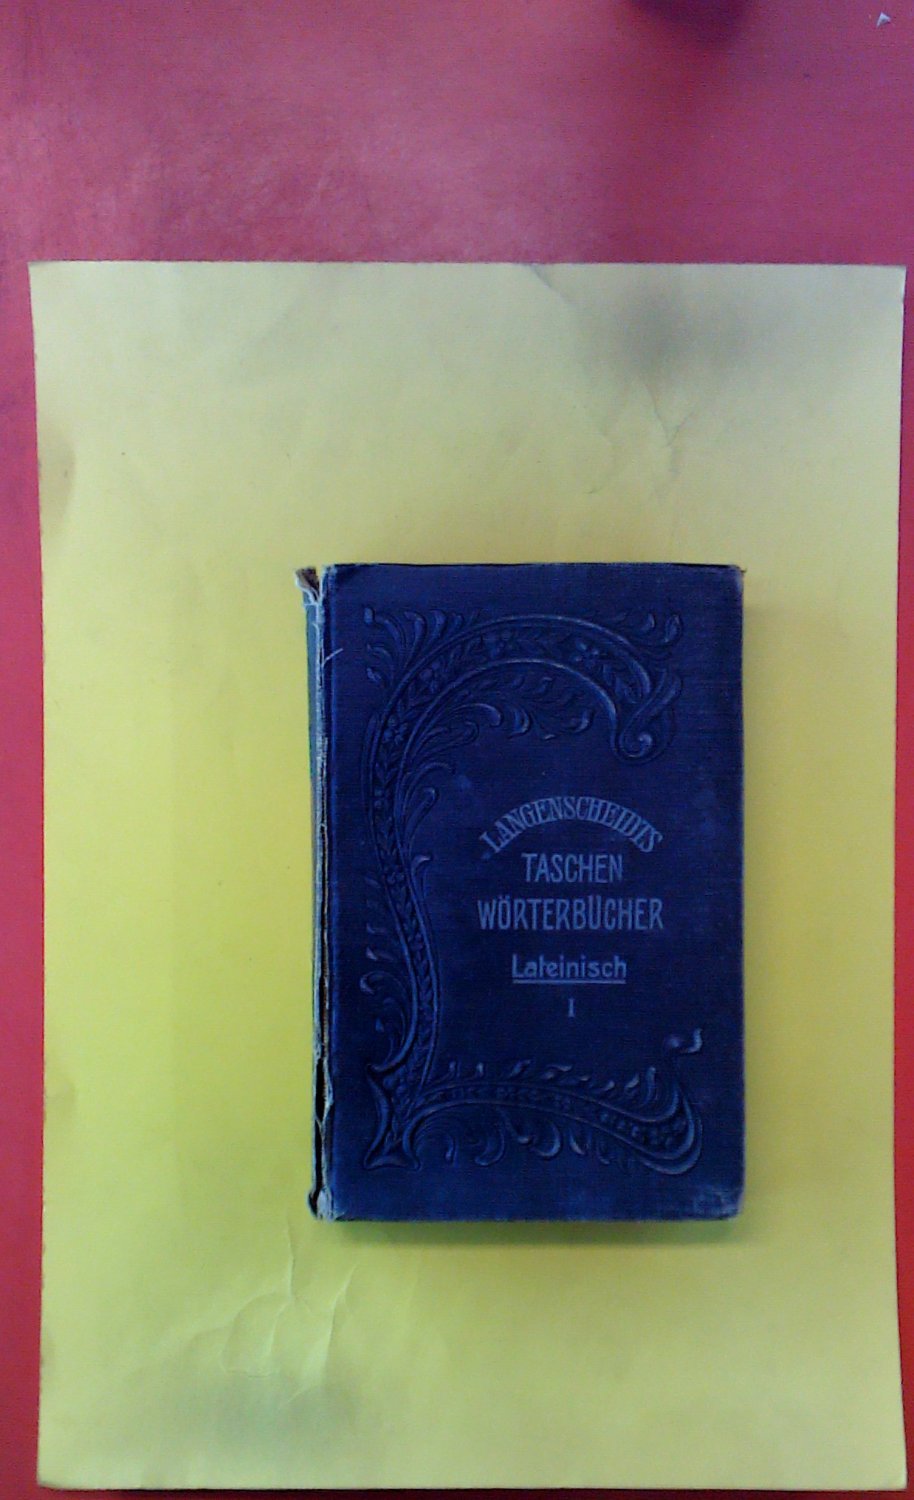 LANGENSCHEIDTS
TASCHEN
WÖRTERBÜCHER
Lateinisch
I